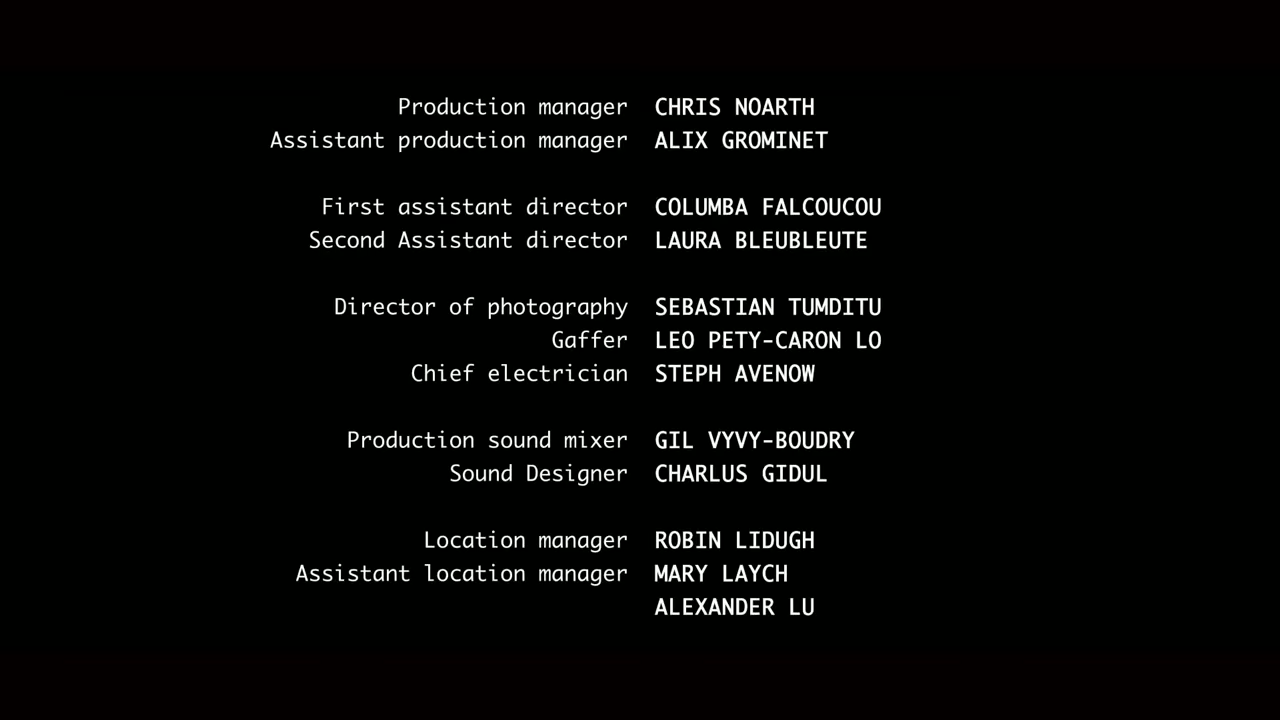 Production manager CHRIS NOARTH
Assistant production manager ALIX GROMINET
First assistant director COLUMBA FALCOUCOU
Second Assistant director LAURA BLEUBLEUTE
Director of photography SEBASTIAN TUMDITU
Gaffer LEO PETY-CARON LO
Chief electrician STEPH AVENOW
Production sound mixer GIL VYVY-BOUDRY
Sound Designer CHARLUS GIDUL
Location manager ROBIN LIDUGH
Assistant location manager MARY LAYCH
ALEXANDER LU